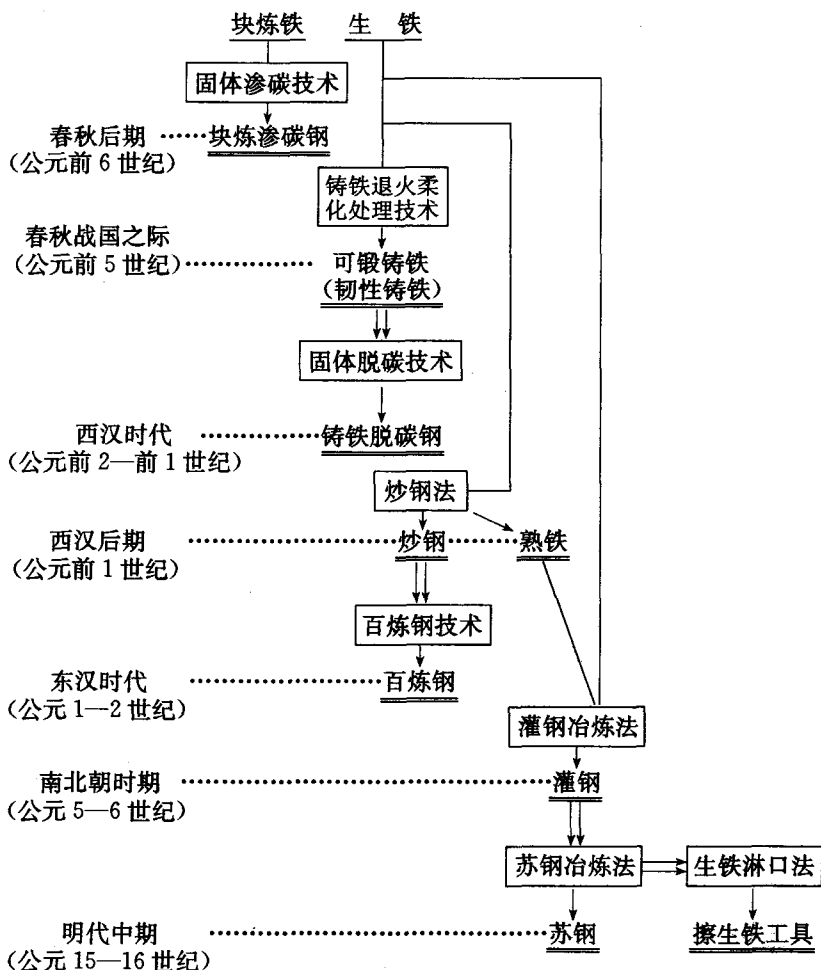 块炼铁 生 铁
固体渗碳技术
春秋后期 块炼渗碳钢
(公元前 6 世纪)
铸铁退火柔
化处理技术
春秋战国之际
(公元前 5 世纪) 可锻铸铁
(韧性铸铁)
固体脱碳技术
西汉时代 铸铁脱碳钢
(公元前 2—前 1 世纪)
炒钢法
西汉后期 炒钢 熟铁
(公元前 1 世纪)
百炼钢技术
东汉时代 百炼钢
(公元 1—2 世纪)
灌钢冶炼法
南北朝时期 灌钢
(公元 5—6 世纪)
苏钢冶炼法 生铁淋口法
明代中期 苏钢 擦生铁工具
(公元 15—16 世纪)